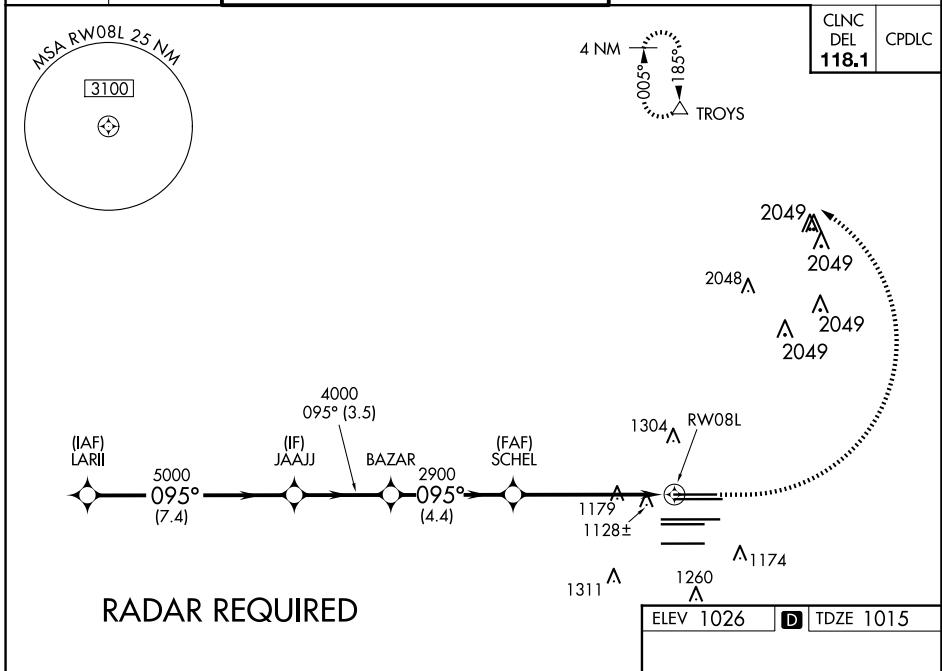 MSA RW08L 25 NM
3100
4 NM
005°
185°
TROYS
CLNC
DEL
118.1
CPDLC
2049
2049
2048
2049
2049
4000
095° (3.5)
1304
RW08L
(IAF)
LARII
(IF)
JAAJJ
BAZAR
(FAF)
SCHEL
5000
095°
(7.4)
2900
095°
(4.4)
1179
1128±
1174
1311
1260
RADAR REQUIRED
ELEV 1026
D
TDZE 1015